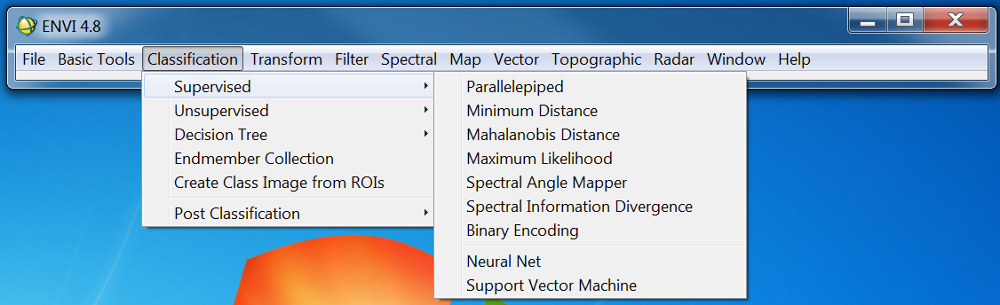 ENVI 4.8
File Basic Tools Classification Transform Filter Spectral Map Vector Topographic Radar Window Help
Supervised
Unsupervised
Decision Tree
Endmember Collection
Create Class Image from ROIs
Post Classification
Parallelepiped
Minimum Distance
Mahalanobis Distance
Maximum Likelihood
Spectral Angle Mapper
Spectral Information Divergence
Binary Encoding
Neural Net
Support Vector Machine